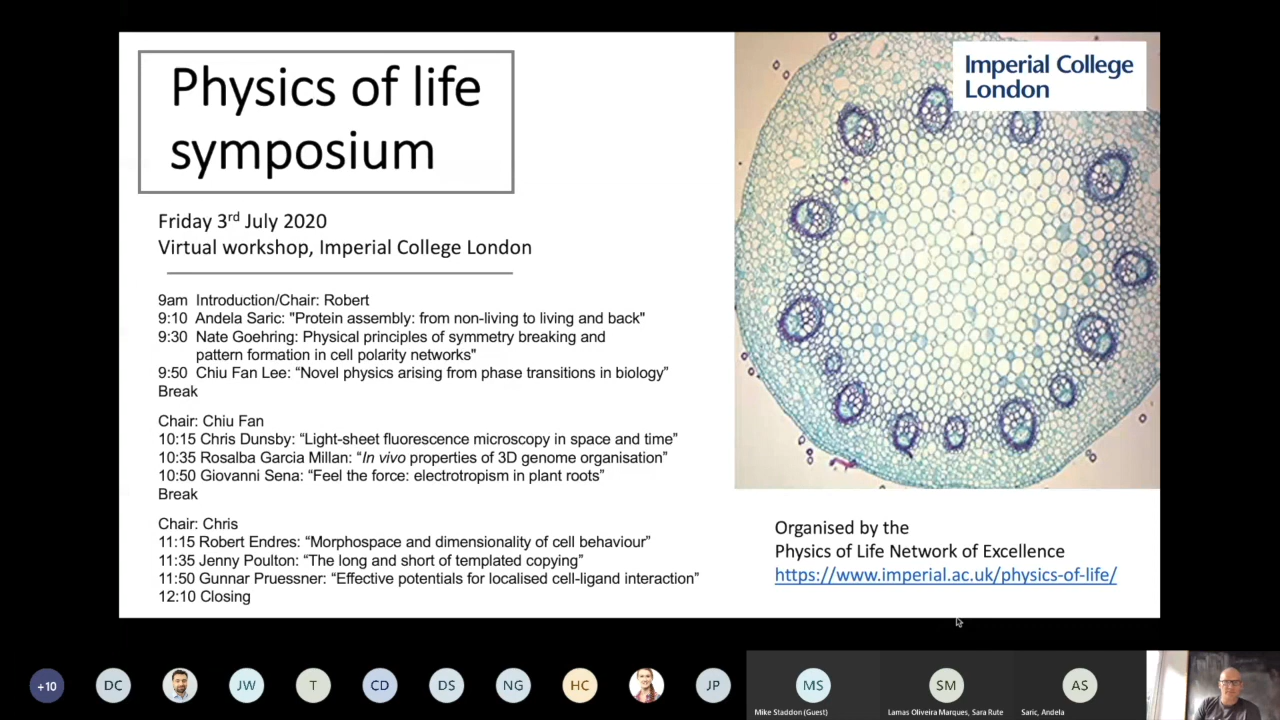 Physics of life
symposium
Imperial College
London
Friday 3rd July 2020
Virtual workshop, Imperial College London
9am Introduction/Chair: Robert
9:10 Andela Saric: "Protein assembly: from non-living to living and back"
9:30 Nate Goehring: Physical principles of symmetry breaking and
pattern formation in cell polarity networks"
9:50 Chiu Fan Lee: “Novel physics arising from phase transitions in biology”
Break
Chair: Chiu Fan
10:15 Chris Dunsby: “Light-sheet fluorescence microscopy in space and time”
10:35 Rosalba Garcia Millan: “In vivo properties of 3D genome organisation”
10:50 Giovanni Sena: “Feel the force: electrotropism in plant roots”
Break
Chair: Chris
11:15 Robert Endres: “Morphospace and dimensionality of cell behaviour”
11:35 Jenny Poulton: “The long and short of templated copying”
11:50 Gunnar Pruessner: “Effective potentials for localised cell-ligand interaction”
12:10 Closing
Organised by the
Physics of Life Network of Excellence
https://www.imperial.ac.uk/physics-of-life/
+10 DC JW T CD DS NG HC JP MS SM AS
Mike Staddon (Guest) Lamas Oliveira Marques, Sara Rute Saric, Andela